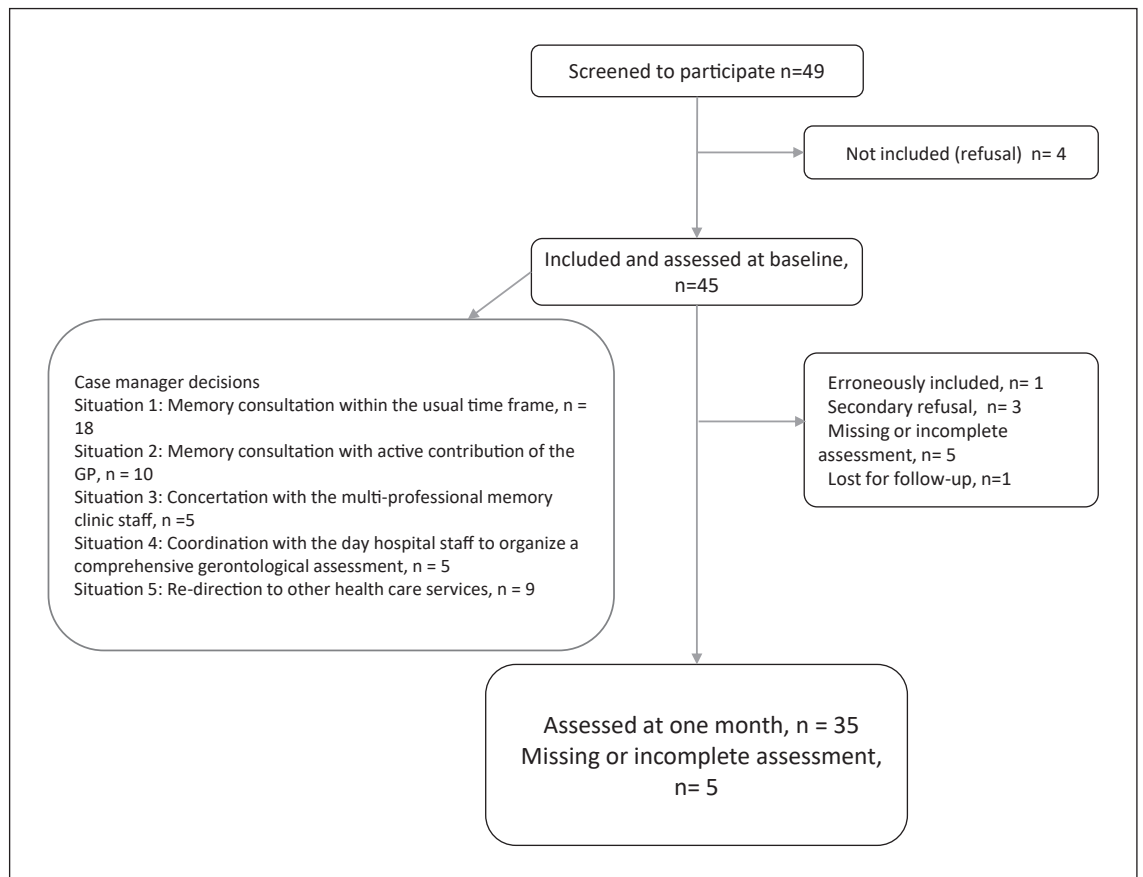 Screened to participate n=49
Not included (refusal) n= 4
Included and assessed at baseline,
n=45
Case manager decisions
Situation 1: Memory consultation within the usual time frame, n =
18
Situation 2: Memory consultation with active contribution of the
GP, n = 10
Situation 3: Concertation with the multi-professional memory
clinic staff, n =5
Situation 4: Coordination with the day hospital staff to organize a
comprehensive gerontological assessment, n = 5
Situation 5: Re-direction to other health care services, n = 9
Erroneously included, n= 1
Secondary refusal, n= 3
Missing or incomplete
assessment, n= 5
Lost for follow-up, n=1
Assessed at one month, n = 35
Missing or incomplete assessment,
n= 5